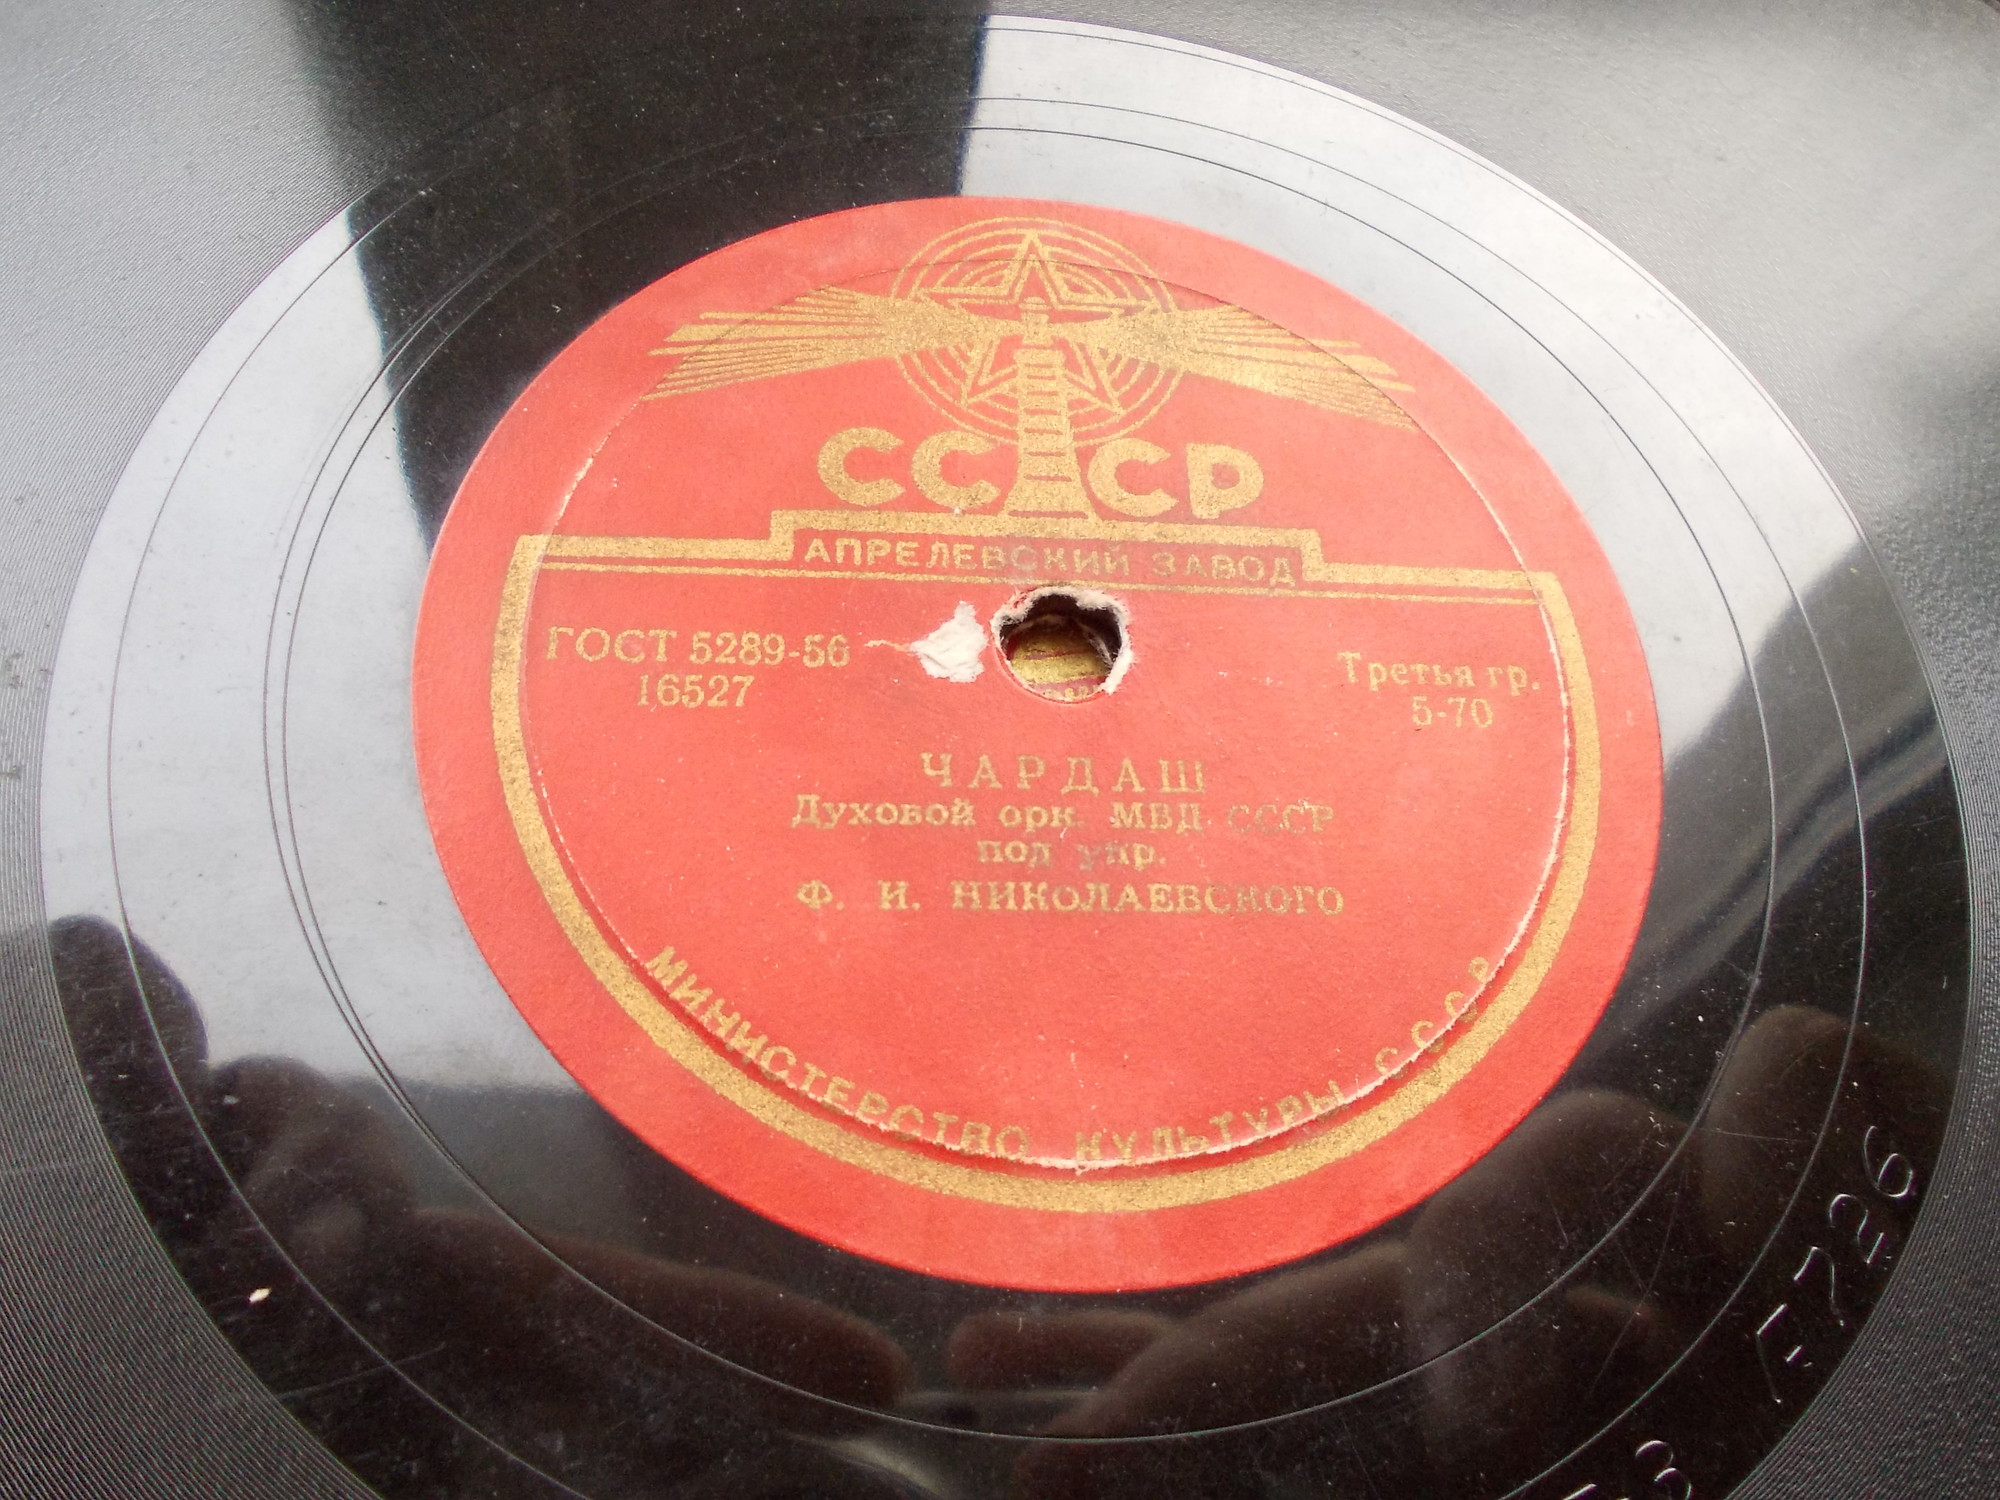 СССР
АПРЕЛЕВСКИЙ ЗАВОД
ГОСТ 5289-56
16527
Третья гр.
5-70
ЧАРДАШ
Духовой орк. МВД СССР
под упр.
Ф. И. НИКОЛАЕВСКОГО
МИНИСТЕРСТВО КУЛЬТУРЫ СССР
726